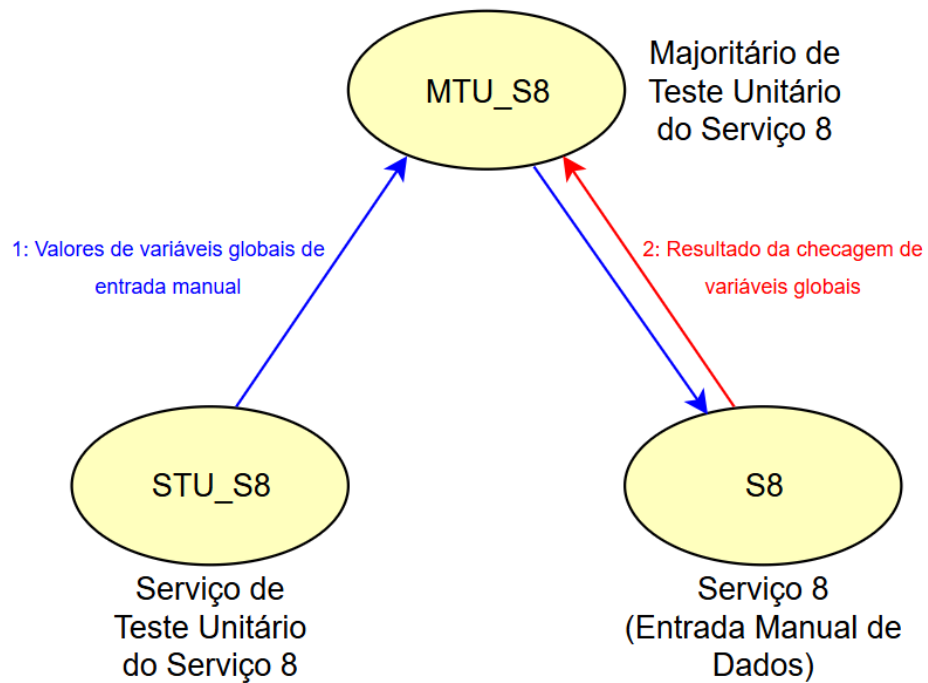 MTU_S8
Majoritário de
Teste Unitário
do Serviço 8
1: Valores de variáveis globais de
entrada manual
2: Resultado da checagem de
variáveis globais
STU_S8
S8
Serviço de
Teste Unitário
do Serviço 8
Serviço 8
(Entrada Manual de
Dados)